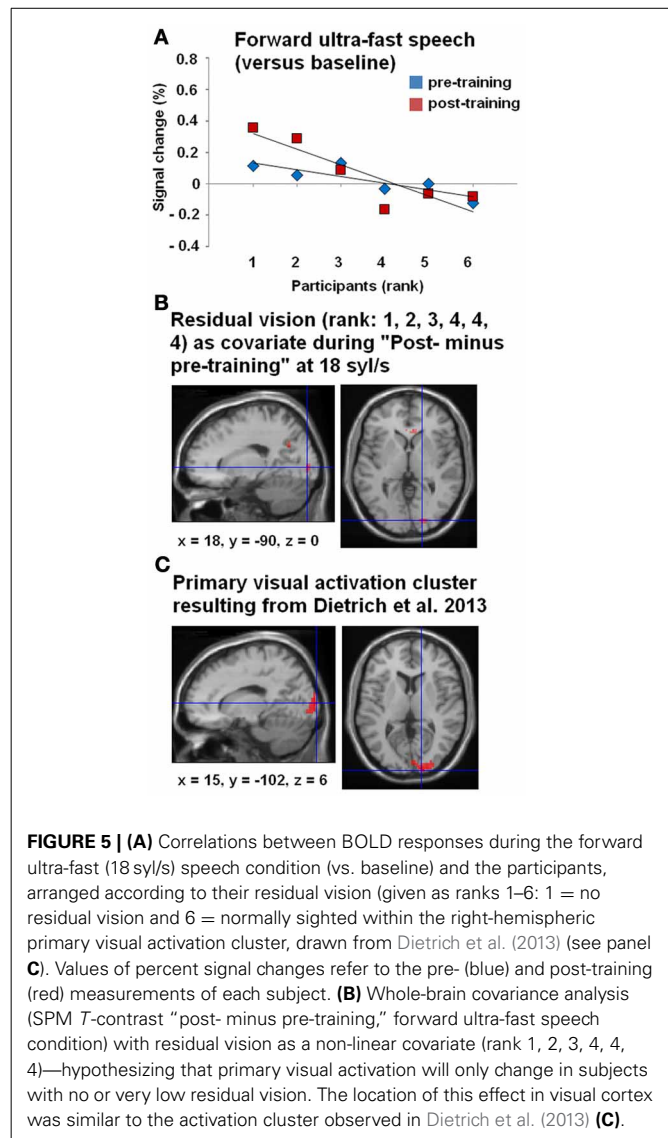 A
Forward ultra-fast speech
(versus baseline)
0.8
0.6
0.4
0.2
0
- 0.2
- 0.4
Signal change (%)
pre-training
post-training
1 2 3 4 5 6
Participants (rank)
B
Residual vision (rank: 1, 2, 3, 4, 4,
4) as covariate during "Post- minus
pre-training" at 18 syl/s
x = 18, y = -90, z = 0
C
Primary visual activation cluster
resulting from Dietrich et al. 2013
x = 15, y = -102, z = 6
FIGURE 5 | (A) Correlations between BOLD responses during the forward
ultra-fast (18 syl/s) speech condition (vs. baseline) and the participants,
arranged according to their residual vision (given as ranks 1–6: 1 = no
residual vision and 6 = normally sighted within the right-hemispheric
primary visual activation cluster, drawn from Dietrich et al. (2013) (see panel
C). Values of percent signal changes refer to the pre- (blue) and post-training
(red) measurements of each subject. (B) Whole-brain covariance analysis
(SPM T-contrast “post- minus pre-training,” forward ultra-fast speech
condition) with residual vision as a non-linear covariate (rank 1, 2, 3, 4, 4,
4)—hypothesizing that primary visual activation will only change in subjects
with no or very low residual vision. The location of this effect in visual cortex
was similar to the activation cluster observed in Dietrich et al. (2013) (C).